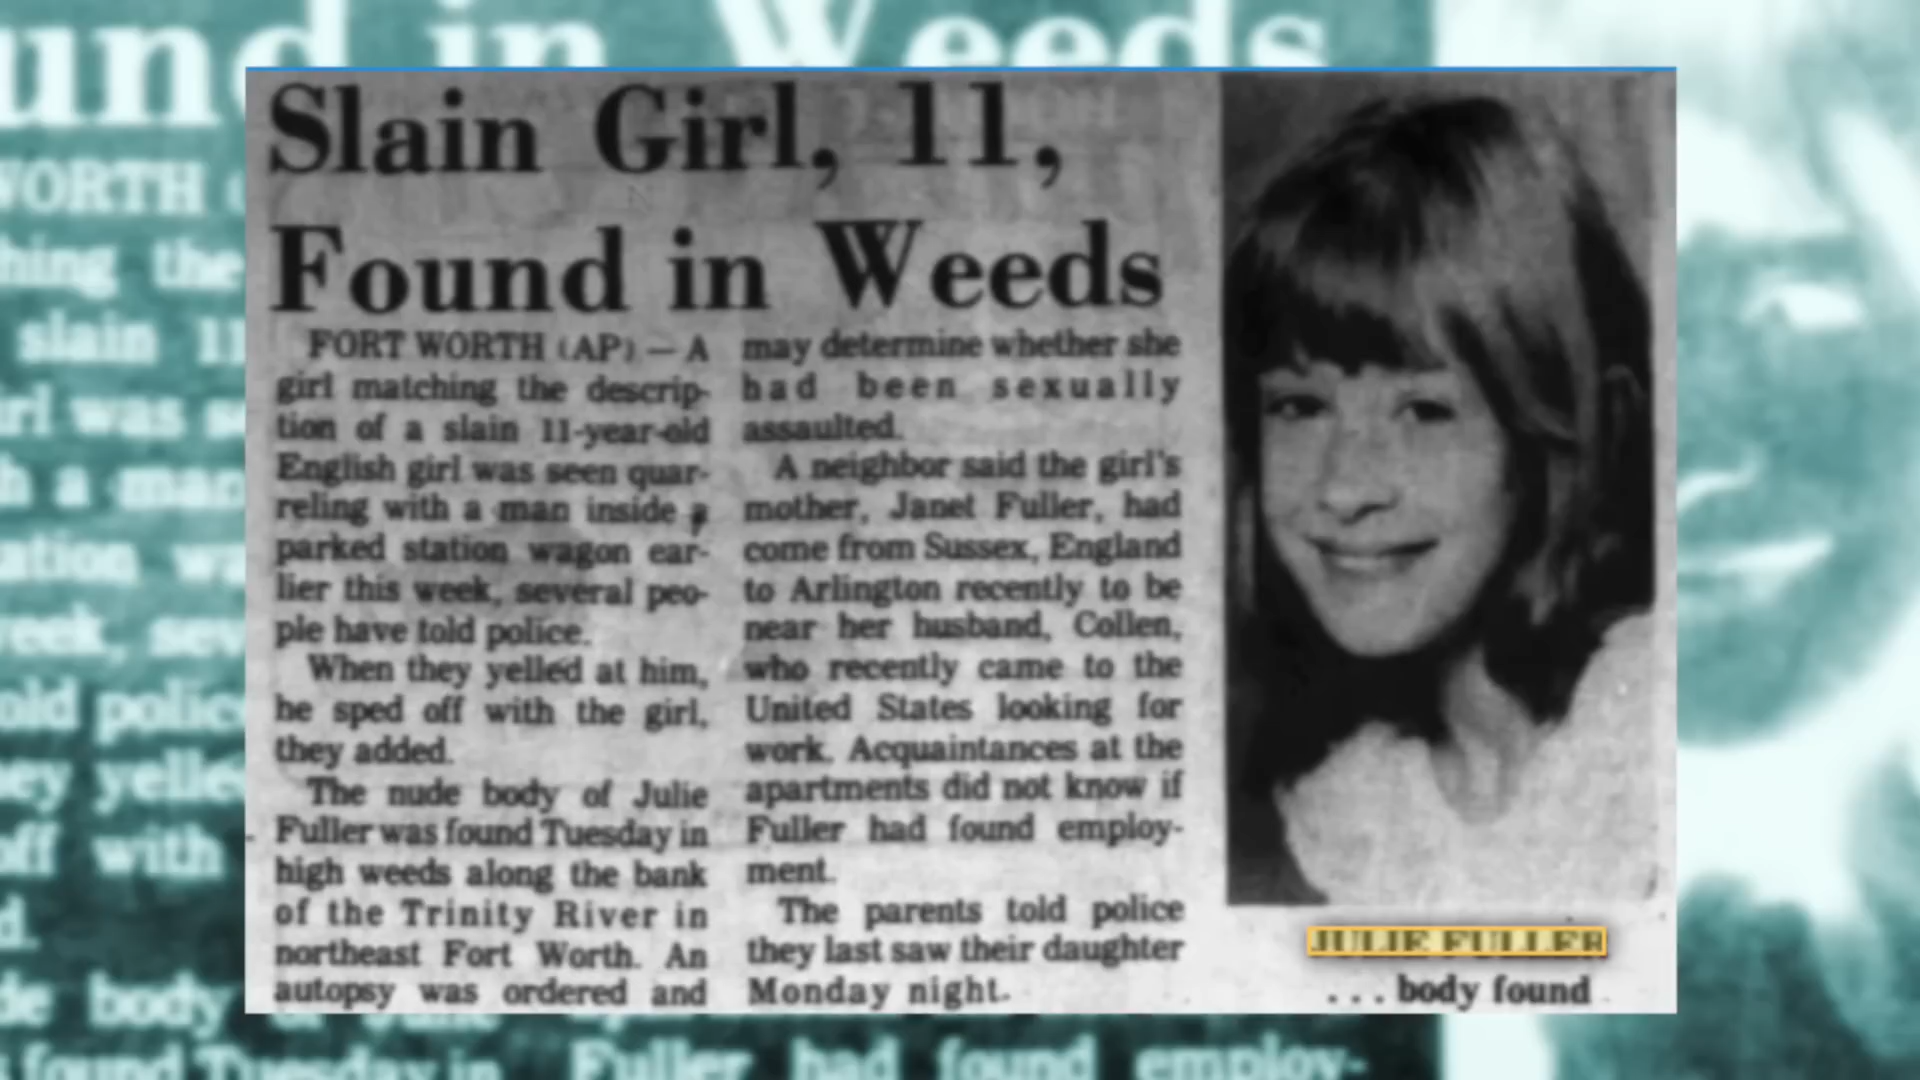 Slain Girl, 11,
Found in Weeds
FORT WORTH (AP) — A
girl matching the descrip-
tion of a slain 11-year-old
English girl was seen quar-
reling with a man inside a
parked station wagon ear-
lier this week, several peo-
ple have told police.
When they yelled at him,
he sped off with the girl,
they added.
The nude body of Julie
Fuller was found Tuesday in
high weeds along the bank
of the Trinity River in
northeast Fort Worth. An
autopsy was ordered and
may determine whether she
had been sexually
assaulted.
A neighbor said the girl's
mother, Janet Fuller, had
come from Sussex, England
to Arlington recently to be
near her husband, Collen,
who recently came to the
United States looking for
work. Acquaintances at the
apartments did not know if
Fuller had found employ-
ment.
The parents told police
they last saw their daughter
Monday night.
JULIE FULLER
. . . body found